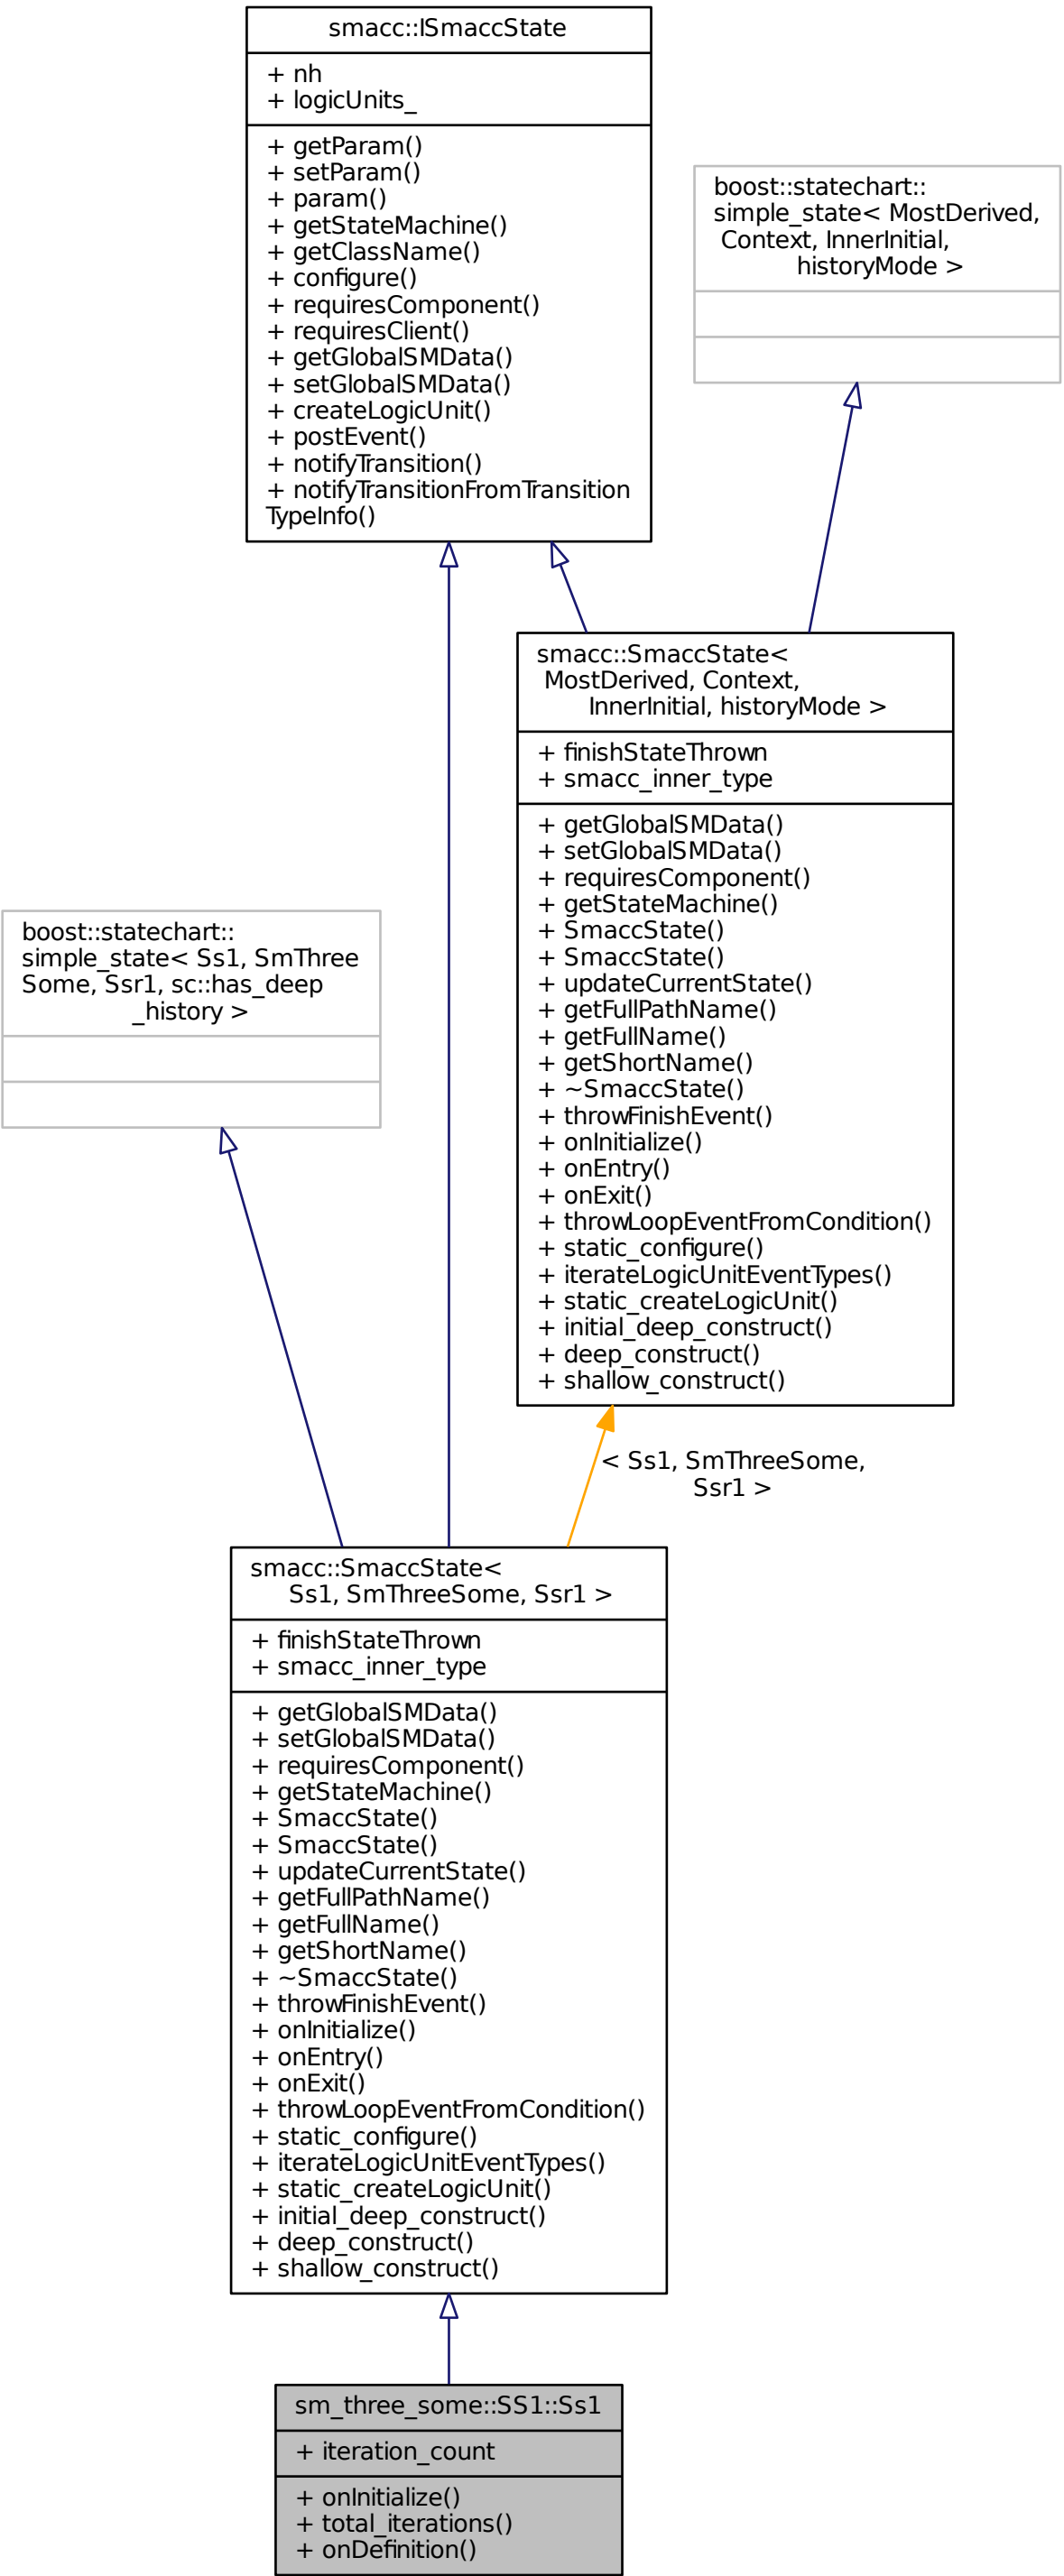 smacc::ISmaccState
+ nh
+ logicUnits_
+ getParam()
+ setParam()
+ param()
+ getStateMachine()
+ getClassName()
+ configure()
+ requiresComponent()
+ requiresClient()
+ getGlobalSMData()
+ setGlobalSMData()
+ createLogicUnit()
+ postEvent()
+ notifyTransition()
+ notifyTransitionFromTransition
TypeInfo()
boost::statechart::
simple_state< MostDerived,
Context, InnerInitial,
historyMode >
smacc::SmaccState<
MostDerived, Context,
InnerInitial, historyMode >
+ finishStateThrown
+ smacc_inner_type
+ getGlobalSMData()
+ setGlobalSMData()
+ requiresComponent()
+ getStateMachine()
+ SmaccState()
+ SmaccState()
+ updateCurrentState()
+ getFullPathName()
+ getFullName()
+ getShortName()
+ ~SmaccState()
+ throwFinishEvent()
+ onInitialize()
+ onEntry()
+ onExit()
+ throwLoopEventFromCondition()
+ static_configure()
+ iterateLogicUnitEventTypes()
+ static_createLogicUnit()
+ initial_deep_construct()
+ deep_construct()
+ shallow_construct()
boost::statechart::
simple_state< Ss1, SmThree
Some, Ssr1, sc::has_deep
_history >
< Ss1, SmThreeSome,
Ssr1 >
smacc::SmaccState<
Ss1, SmThreeSome, Ssr1 >
+ finishStateThrown
+ smacc_inner_type
+ getGlobalSMData()
+ setGlobalSMData()
+ requiresComponent()
+ getStateMachine()
+ SmaccState()
+ SmaccState()
+ updateCurrentState()
+ getFullPathName()
+ getFullName()
+ getShortName()
+ ~SmaccState()
+ throwFinishEvent()
+ onInitialize()
+ onEntry()
+ onExit()
+ throwLoopEventFromCondition()
+ static_configure()
+ iterateLogicUnitEventTypes()
+ static_createLogicUnit()
+ initial_deep_construct()
+ deep_construct()
+ shallow_construct()
sm_three_some::SS1::Ss1
+ iteration_count
+ onInitialize()
+ total_iterations()
+ onDefinition()